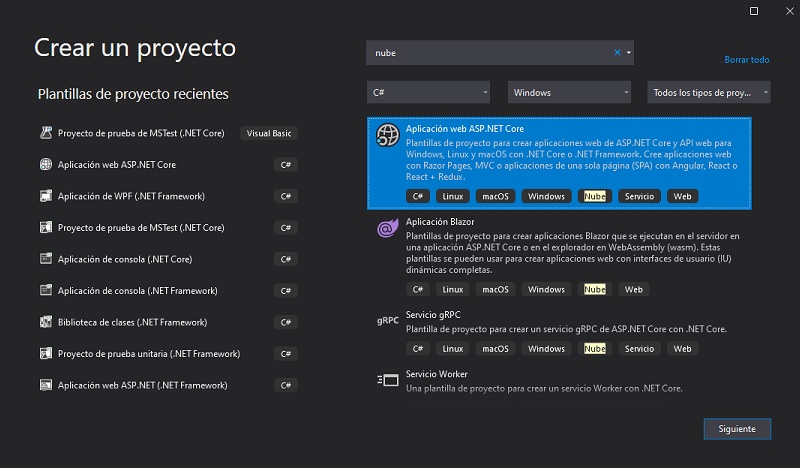 Crear un proyecto
nube
Borrar todo
Plantillas de proyecto recientes
C#
Windows
Todos los tipos de proy...
Proyecto de prueba de MSTest (.NET Core)
Visual Basic
Aplicación web ASP.NET Core
C#
Aplicación de WPF (.NET Framework)
C#
Proyecto de prueba de MSTest (.NET Core)
C#
Aplicación de consola (.NET Core)
C#
Aplicación de consola (.NET Framework)
C#
Biblioteca de clases (.NET Framework)
C#
Proyecto de prueba unitaria (.NET Framework)
C#
Aplicación web ASP.NET (.NET Framework)
C#
Aplicación web ASP.NET Core
Plantillas de proyecto para crear aplicaciones web de ASP.NET Core y API web para
Windows, Linux y macOS con .NET Core o .NET Framework. Cree aplicaciones web
con Razor Pages, MVC o aplicaciones de una sola página (SPA) con Angular, React o
React + Redux.
C# Linux macOS Windows Nube Servicio Web
Aplicación Blazor
Plantillas de proyecto para crear aplicaciones Blazor que se ejecutan en el servidor en
una aplicación ASP.NET Core o en el explorador en WebAssembly (wasm). Estas
plantillas se pueden usar para crear aplicaciones web con interfaces de usuario (IU)
dinámicas completas.
C# Linux macOS Windows Nube Web
gRPC
Servicio gRPC
Plantilla de proyecto para crear un servicio gRPC de ASP.NET Core con .NET Core.
C# Linux macOS Windows Nube Servicio Web
Servicio Worker
Una plantilla de proyecto para crear un servicio Worker con .NET Core.
Siguiente